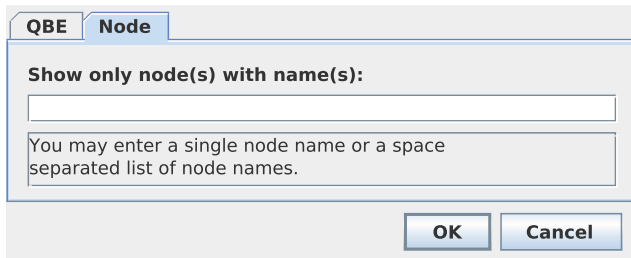 QBE Node
Show only node(s) with name(s):
You may enter a single node name or a space
separated list of node names.
OK Cancel